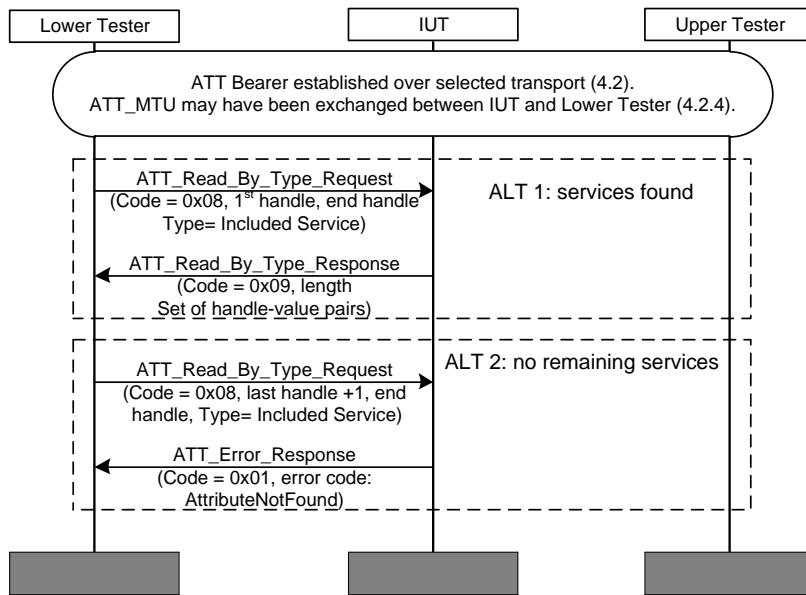 Lower Tester
IUT
Upper Tester
ATT Bearer established over selected transport (4.2).
ATT_MTU may have been exchanged between IUT and Lower Tester (4.2.4).
ATT_Read_By_Type_Request
(Code = 0x08, 1st handle, end handle
Type= Included Service)
ALT 1: services found
ATT_Read_By_Type_Response
(Code = 0x09, length
Set of handle-value pairs)
ATT_Read_By_Type_Request
(Code = 0x08, last handle +1, end
handle, Type= Included Service)
ALT 2: no remaining services
ATT_Error_Response
(Code = 0x01, error code:
AttributeNotFound)